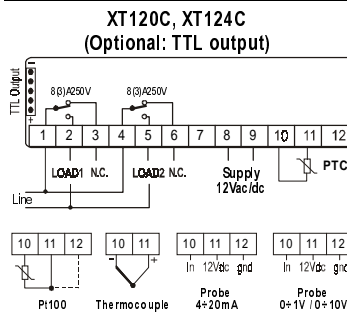 XT120C, XT124C
(Optional: TTL output)
TTL Output
-
+
8(3)A250V 8(3)A250V
1 2 3 4 5 6 7 8 9 10 11 12
LOAD1 N.C. LOAD2 N.C. Supply PTC
12Vac/dc
Line
10 11 12 10 11 10 11 12 10 11 12
- + In 12Vdc gnd In 12Vdc gnd
Pt100 Thermocouple Probe Probe
4÷20mA 0÷1V / 0÷10V